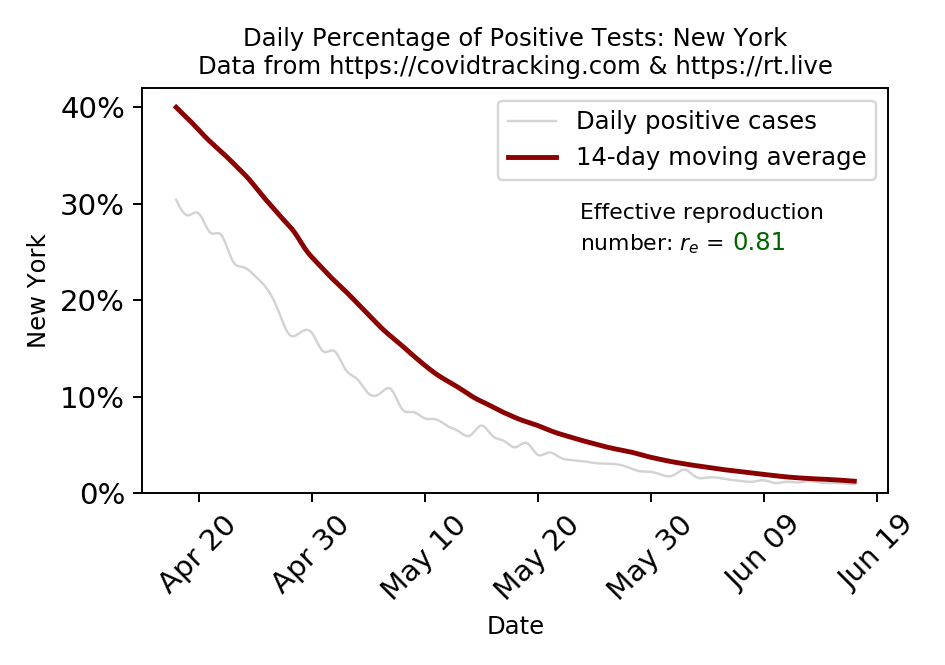 Daily Percentage of Positive Tests: New York
Data from https://covidtracking.com & https://rt.live
Daily positive cases
14-day moving average
Effective reproduction
number: rₑ = 0.81
New York
40%
30%
20%
10%
0%
Apr 20
Apr 30
May 10
May 20
May 30
Jun 09
Jun 19
Date